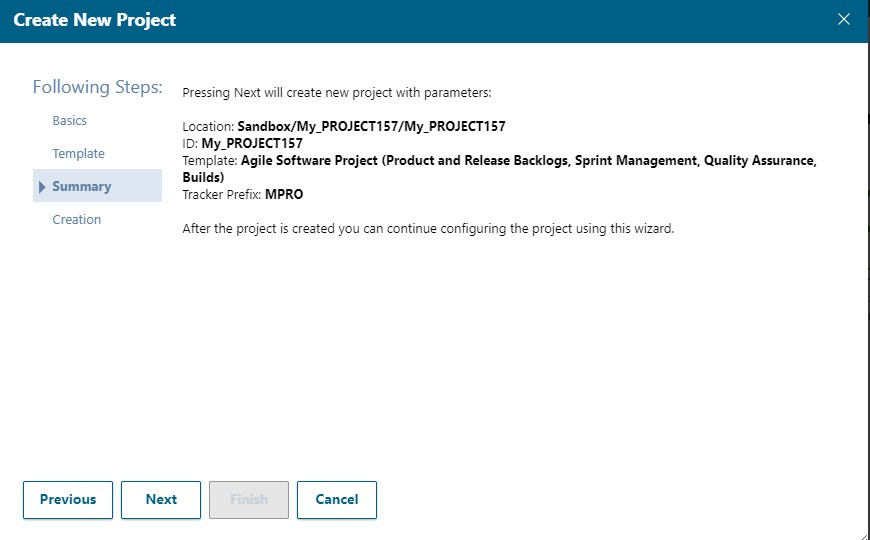 Create New Project
Following Steps:
Basics
Template
Summary
Creation
Pressing Next will create new project with parameters:
Location: Sandbox/My_PROJECT157/My_PROJECT157
ID: My_PROJECT157
Template: Agile Software Project (Product and Release Backlogs, Sprint Management, Quality Assurance,
Builds)
Tracker Prefix: MPRO
After the project is created you can continue configuring the project using this wizard.
Previous
Next
Finish
Cancel